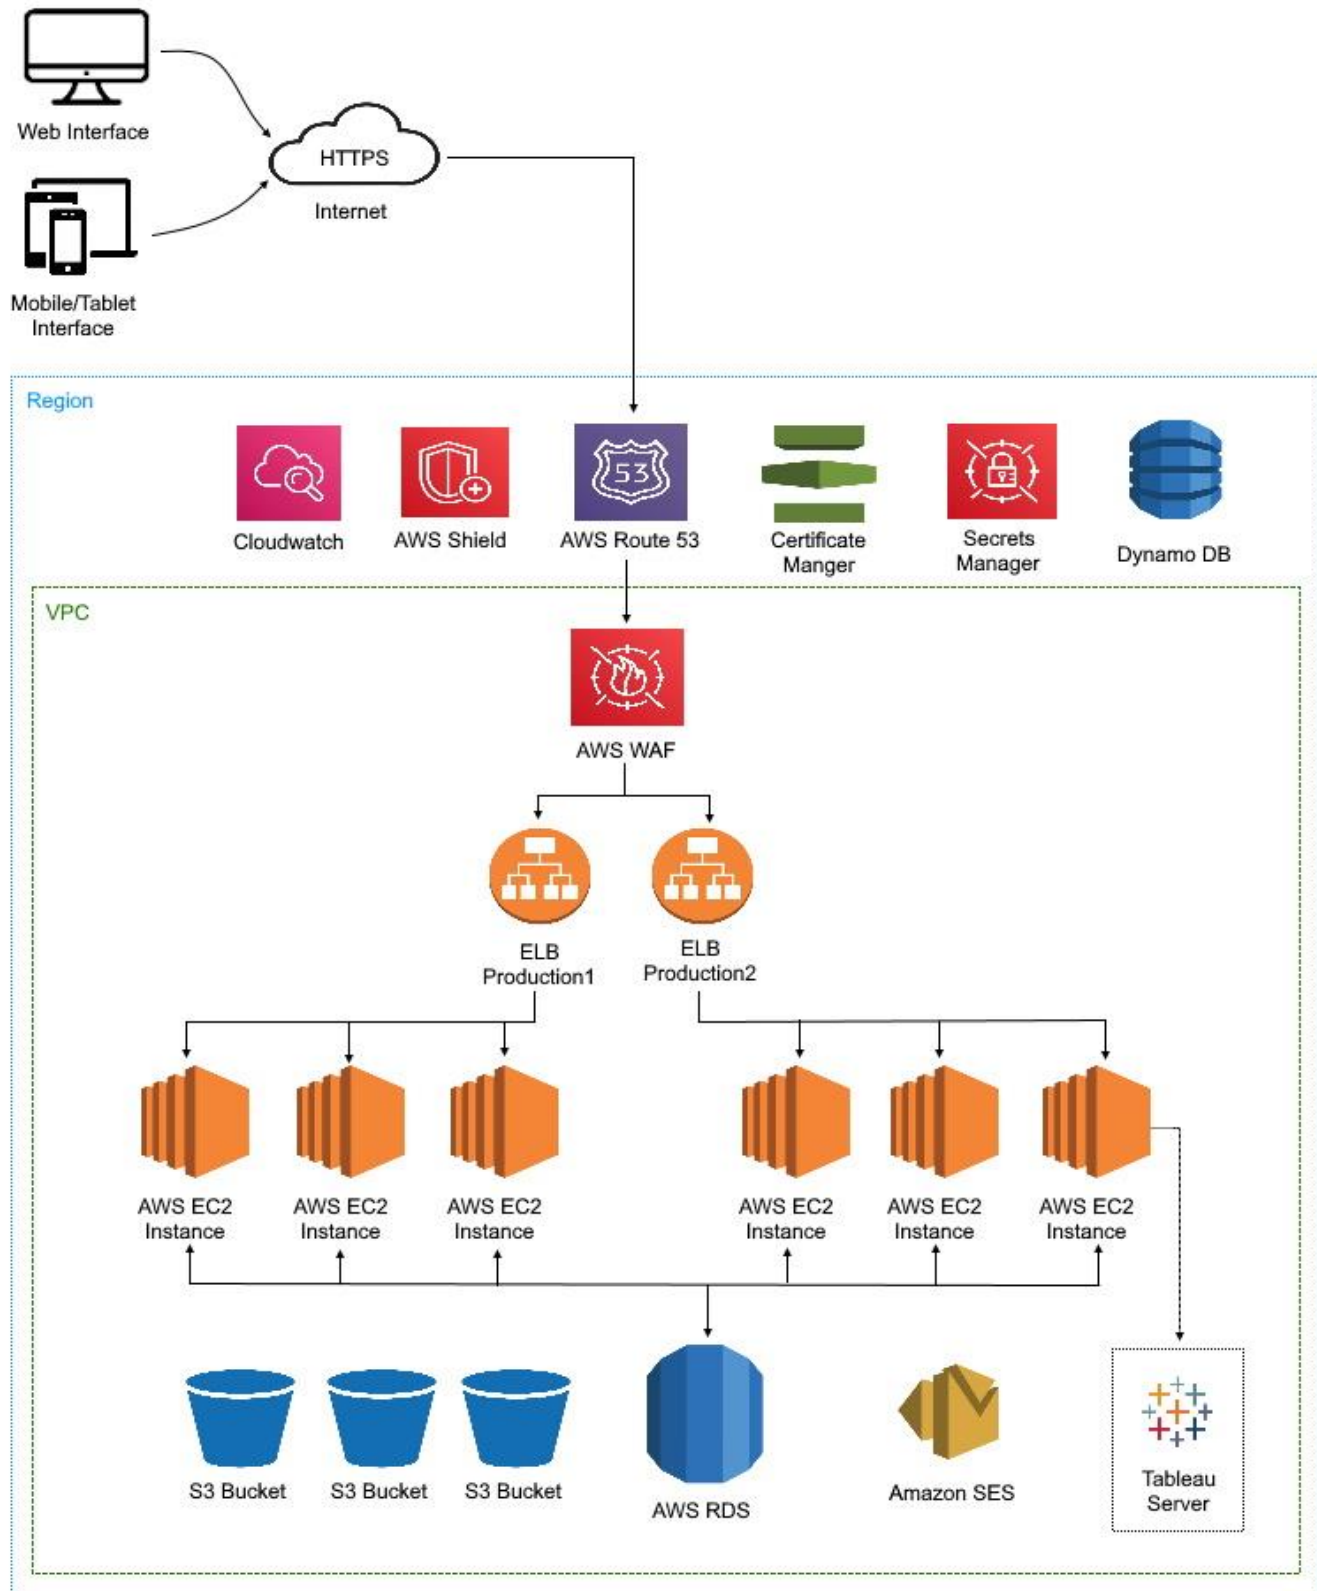 Web Interface
HTTPS
Internet
Mobile/Tablet
Interface
Region
53
Cloudwatch
AWS Shield
AWS Route 53
Certificate
Manger
Secrets
Manager
Dynamo DB
VPC
AWS WAF
ELB
Production1
ELB
Production2
AWS EC2
Instance
AWS EC2
Instance
AWS EC2
Instance
AWS EC2
Instance
AWS EC2
Instance
AWS EC2
Instance
S3 Bucket
S3 Bucket
S3 Bucket
AWS RDS
Amazon SES
Tableau
Server